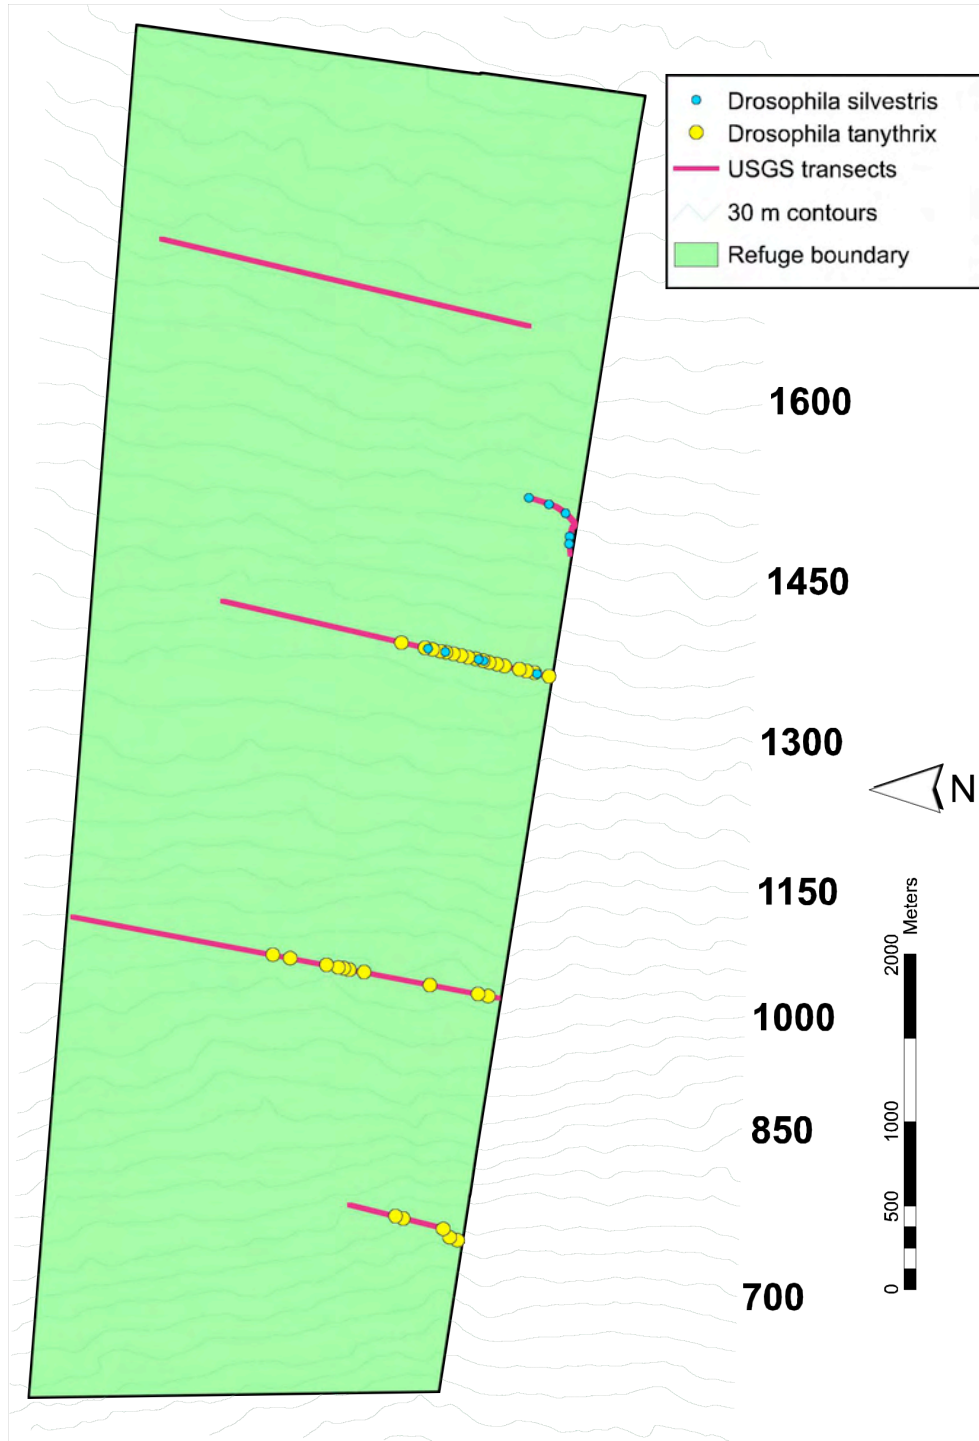 Drosophila silvestris
Drosophila tanythrix
USGS transects
30 m contours
Refuge boundary
1600
1450
1300
N
1150
Meters
2000
1000
1000
850
500
0
700